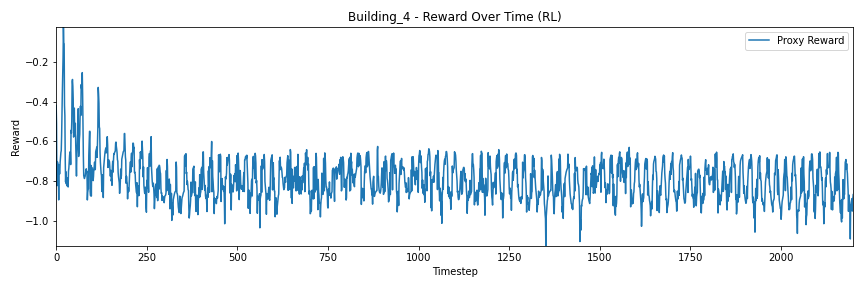 Building_4 - Reward Over Time (RL)
Proxy Reward
Reward
−0.2
−0.4
−0.6
−0.8
−1.0
0 250 500 750 1000 1250 1500 1750 2000
Timestep